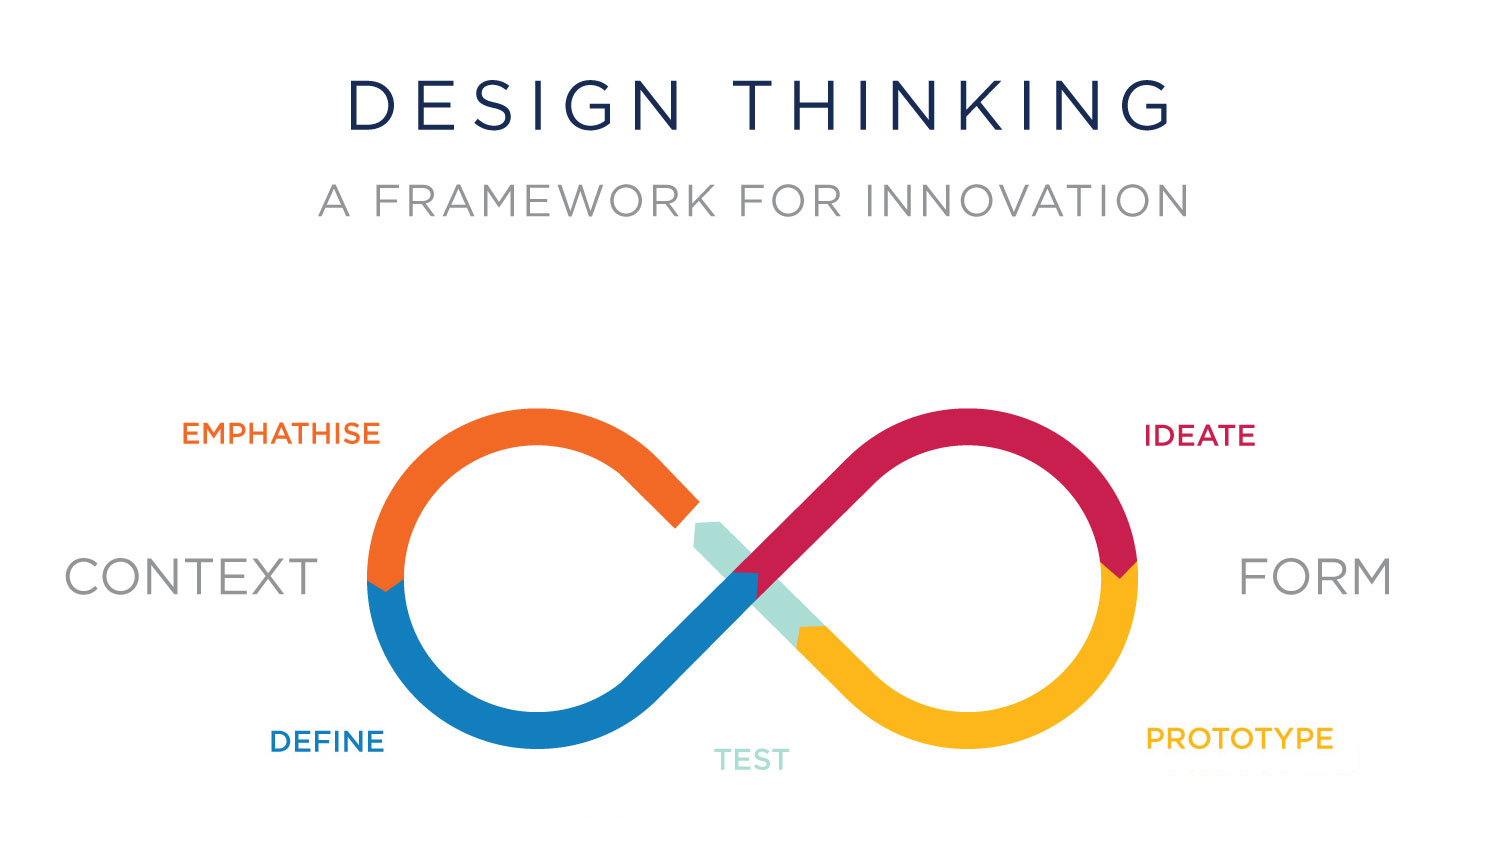 DESIGN THINKING
A FRAMEWORK FOR INNOVATION
EMPHATHISE
IDEATE
CONTEXT
FORM
DEFINE
TEST
PROTOTYPE